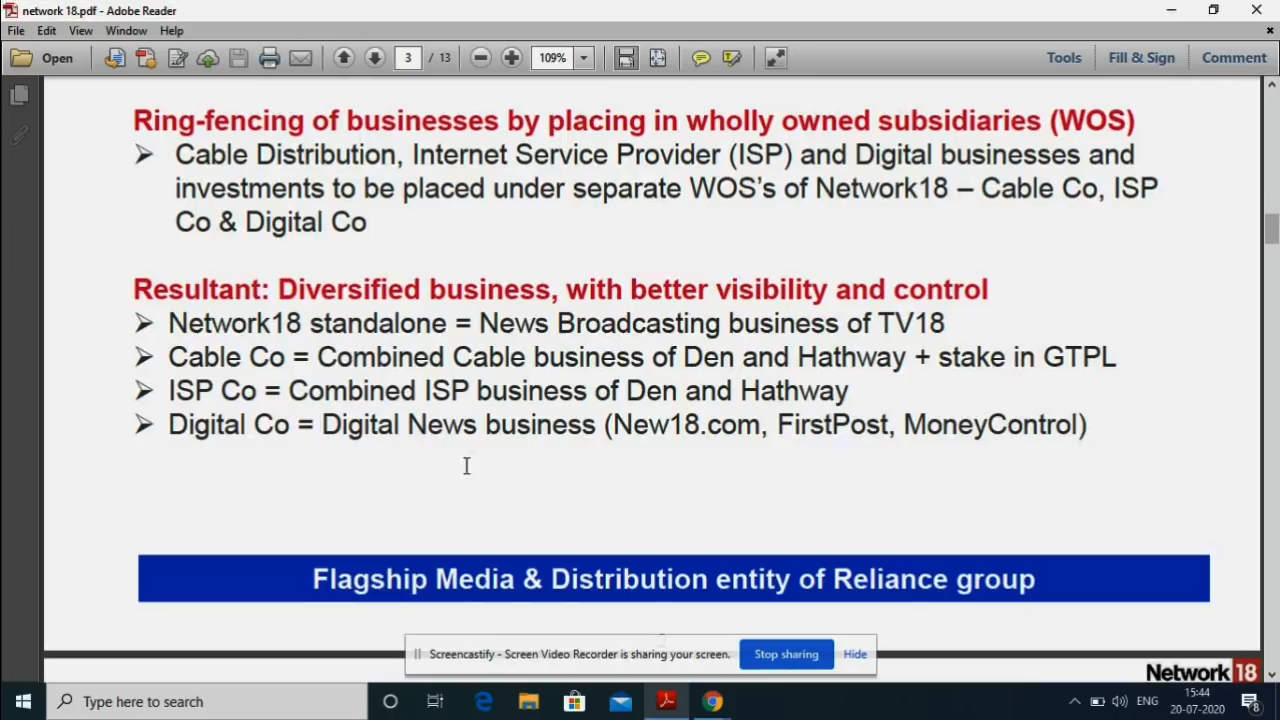 network 18.pdf - Adobe Reader
File Edit View Window Help
Open 3 / 13 109% Tools Fill & Sign Comment
Ring-fencing of businesses by placing in wholly owned subsidiaries (WOS)
Cable Distribution, Internet Service Provider (ISP) and Digital businesses and
investments to be placed under separate WOS's of Network18 – Cable Co, ISP
Co & Digital Co
Resultant: Diversified business, with better visibility and control
Network18 standalone = News Broadcasting business of TV18
Cable Co = Combined Cable business of Den and Hathway + stake in GTPL
ISP Co = Combined ISP business of Den and Hathway
Digital Co = Digital News business (New18.com, FirstPost, MoneyControl)
Flagship Media & Distribution entity of Reliance group
Screencastify - Screen Video Recorder is sharing your screen. Stop sharing Hide
Network 18
Type here to search
ENG
15:44
20-07-2020
8